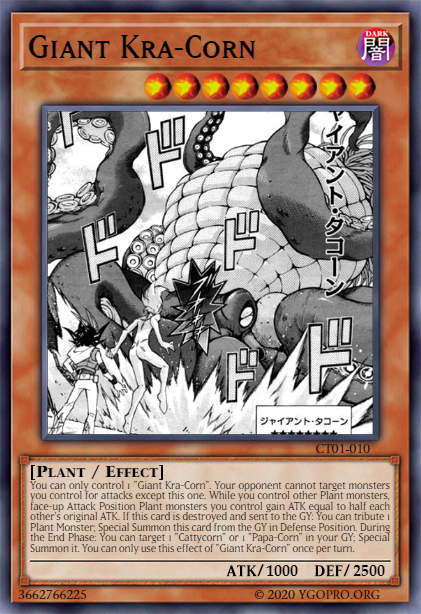 GIANT KRA-CORN
DARK
闇
ジャイアント・タコーン
ド
ド
ド
ド
ド
ジャイアント・タコーン
CT01-010
[PLANT / EFFECT]
You can only control 1 "Giant Kra-Corn". Your opponent cannot target monsters
you control for attacks except this one. While you control other Plant monsters,
face-up Attack Position Plant monsters you control gain ATK equal to half each
other's original ATK. If this card is destroyed and sent to the GY: You can tribute 1
Plant Monster; Special Summon this card from the GY in Defense Position. During
the End Phase: You can target 1 "Cattycorn" or 1 "Papa-Corn" in your GY; Special
Summon it. You can only use this effect of "Giant Kra-Corn" once per turn.
ATK/1000 DEF/2500
3662766225
© 2020 YGOPRO.ORG